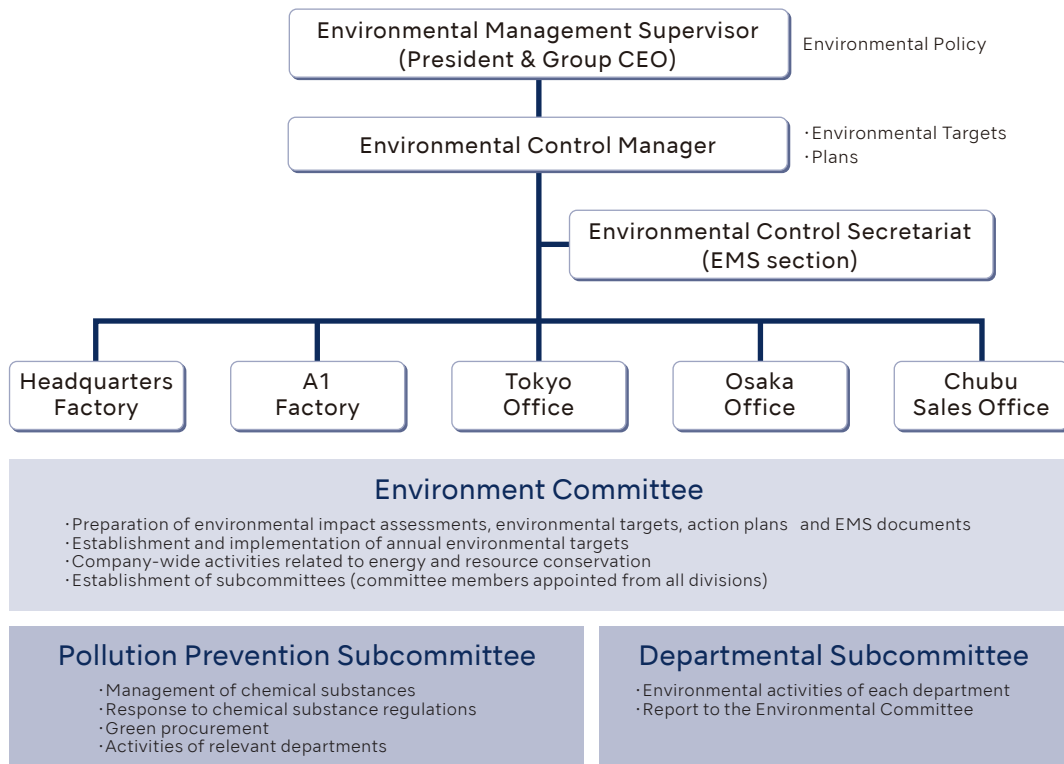 Environmental Management Supervisor
(President & Group CEO)
Environmental Policy
Environmental Control Manager
·Environmental Targets
·Plans
Environmental Control Secretariat
(EMS section)
Headquarters
Factory
A1
Factory
Tokyo
Office
Osaka
Office
Chubu
Sales Office
Environment Committee
·Preparation of environmental impact assessments, environmental targets, action plans and EMS documents
·Establishment and implementation of annual environmental targets
·Company-wide activities related to energy and resource conservation
·Establishment of subcommittees (committee members appointed from all divisions)
Pollution Prevention Subcommittee
·Management of chemical substances
·Response to chemical substance regulations
·Green procurement
·Activities of relevant departments
Departmental Subcommittee
·Environmental activities of each department
·Report to the Environmental Committee